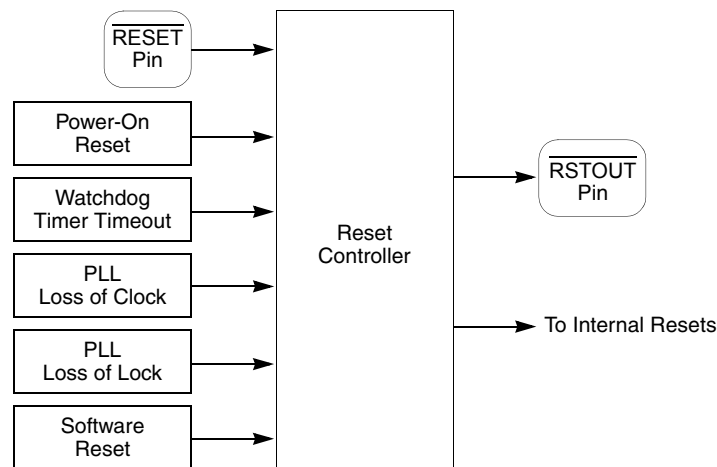 RESET
Pin
Power-On
Reset
Watchdog
Timer Timeout
PLL
Loss of Clock
PLL
Loss of Lock
Software
Reset
Reset
Controller
RSTOUT
Pin
To Internal Resets